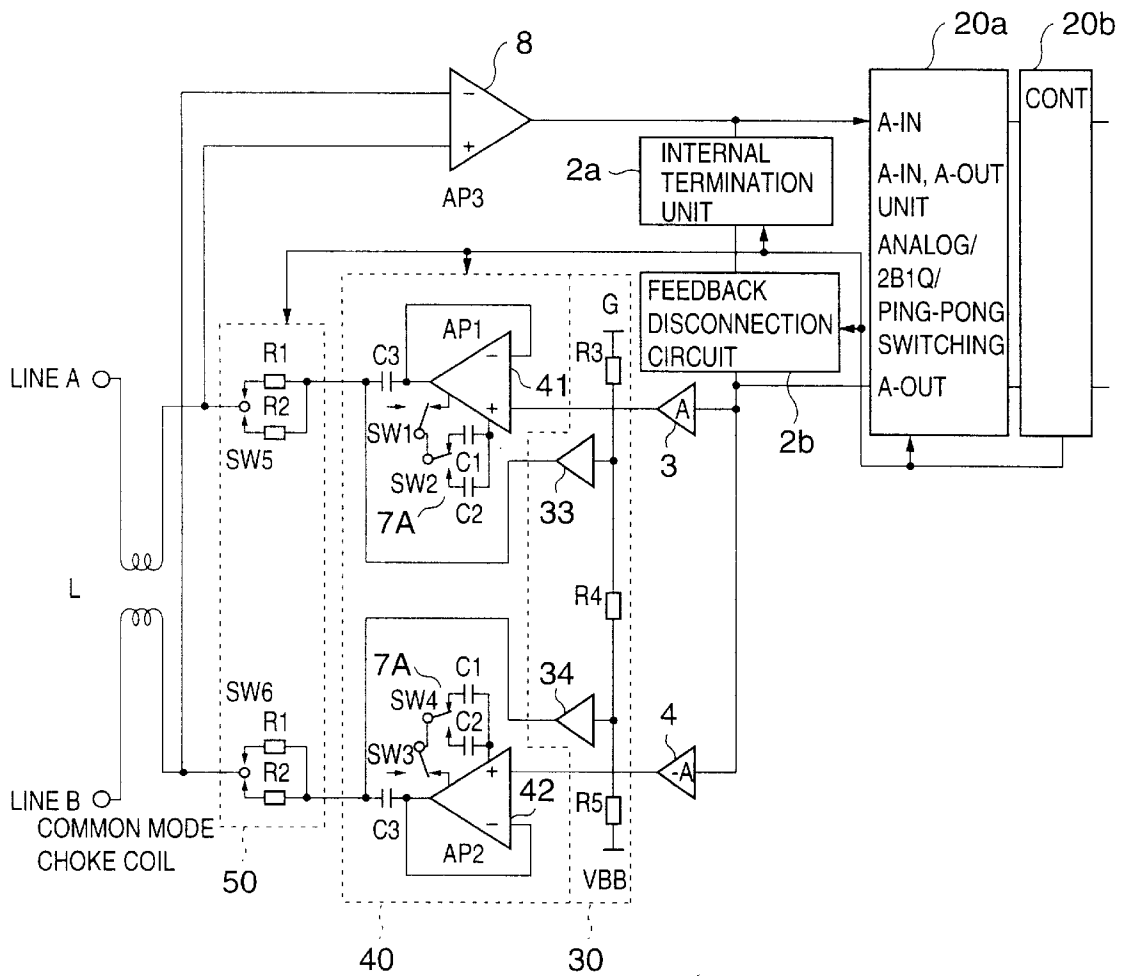 20a
20b
8
CONT
A-IN
INTERNAL
TERMINATION
UNIT
2a
A-IN, A-OUT
UNIT
ANALOG/
2B1Q/
PING-PONG
SWITCHING
A-OUT
AP3
FEEDBACK
DISCONNECTION
CIRCUIT
2b
G
R3
AP1
C3
41
A
3
R1
R2
SW5
LINE A
SW1
SW2
C1
C2
7A
33
L
R4
7A
C1
SW4
C2
SW3
34
4
-A
SW6
R1
R2
LINE B
COMMON MODE
CHOKE COIL
C3
42
AP2
R5
VBB
50
40
30
+
−
+
−
+
−